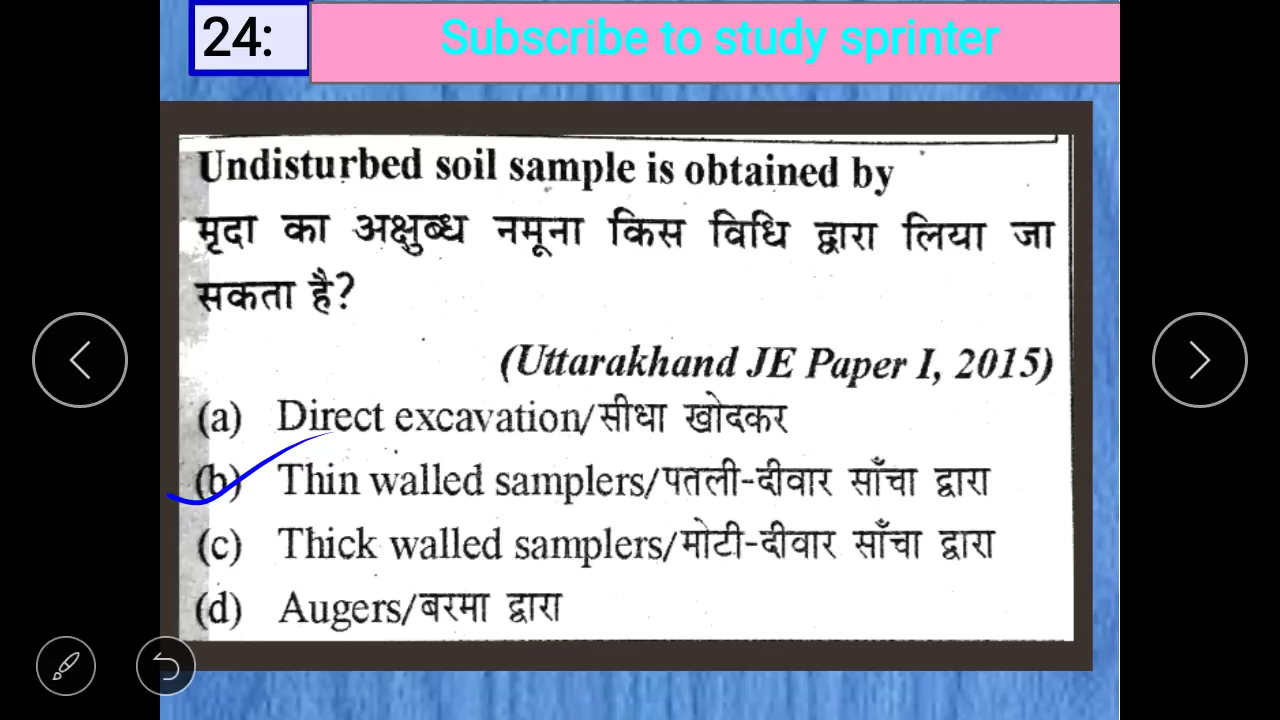 24:
Subscribe to study sprinter
Undisturbed soil sample is obtained by
मृदा का अक्षुब्ध नमूना किस विधि द्वारा लिया जा
सकता है?
(Uttarakhand JE Paper I, 2015)
(a) Direct excavation/सीधा खोदकर
(b) Thin walled samplers/पतली-दीवार साँचा द्वारा
(c) Thick walled samplers/मोटी-दीवार साँचा द्वारा
(d) Augers/बरमा द्वारा